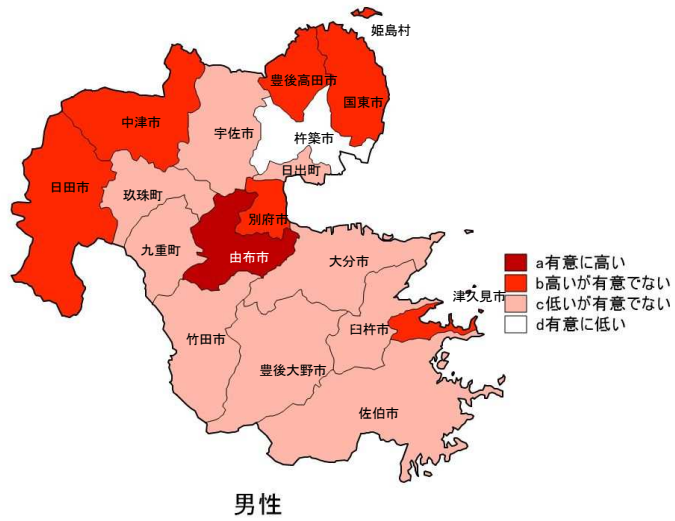 姫島村
豊後高田市
国東市
中津市
宇佐市
杵築市
日出町
日田市
玖珠町
別府市
九重町
由布市
大分市
a有意に高い
b高いが有意でない
c低いが有意でない
d有意に低い
津久見市
臼杵市
竹田市
豊後大野市
佐伯市
男性